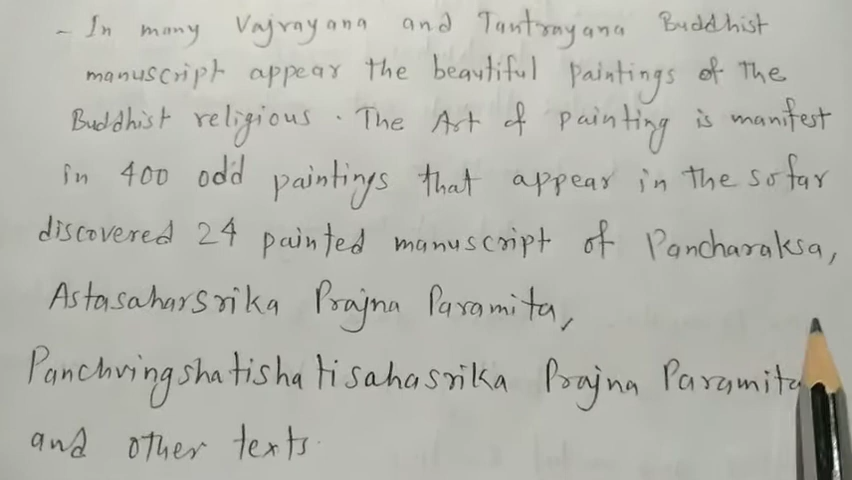 - In many Vajrayana and Tantrayana Buddhist
manuscript appear the beautiful paintings of the
Buddhist religious. The Art of painting is manifest
in 400 odd paintings that appear in the so far
discovered 24 painted manuscript of Pancharaksa,
Astasaharsrika Prajna Paramita,
Panchvingshatishatisahasrika Prajna Paramita
and other texts.